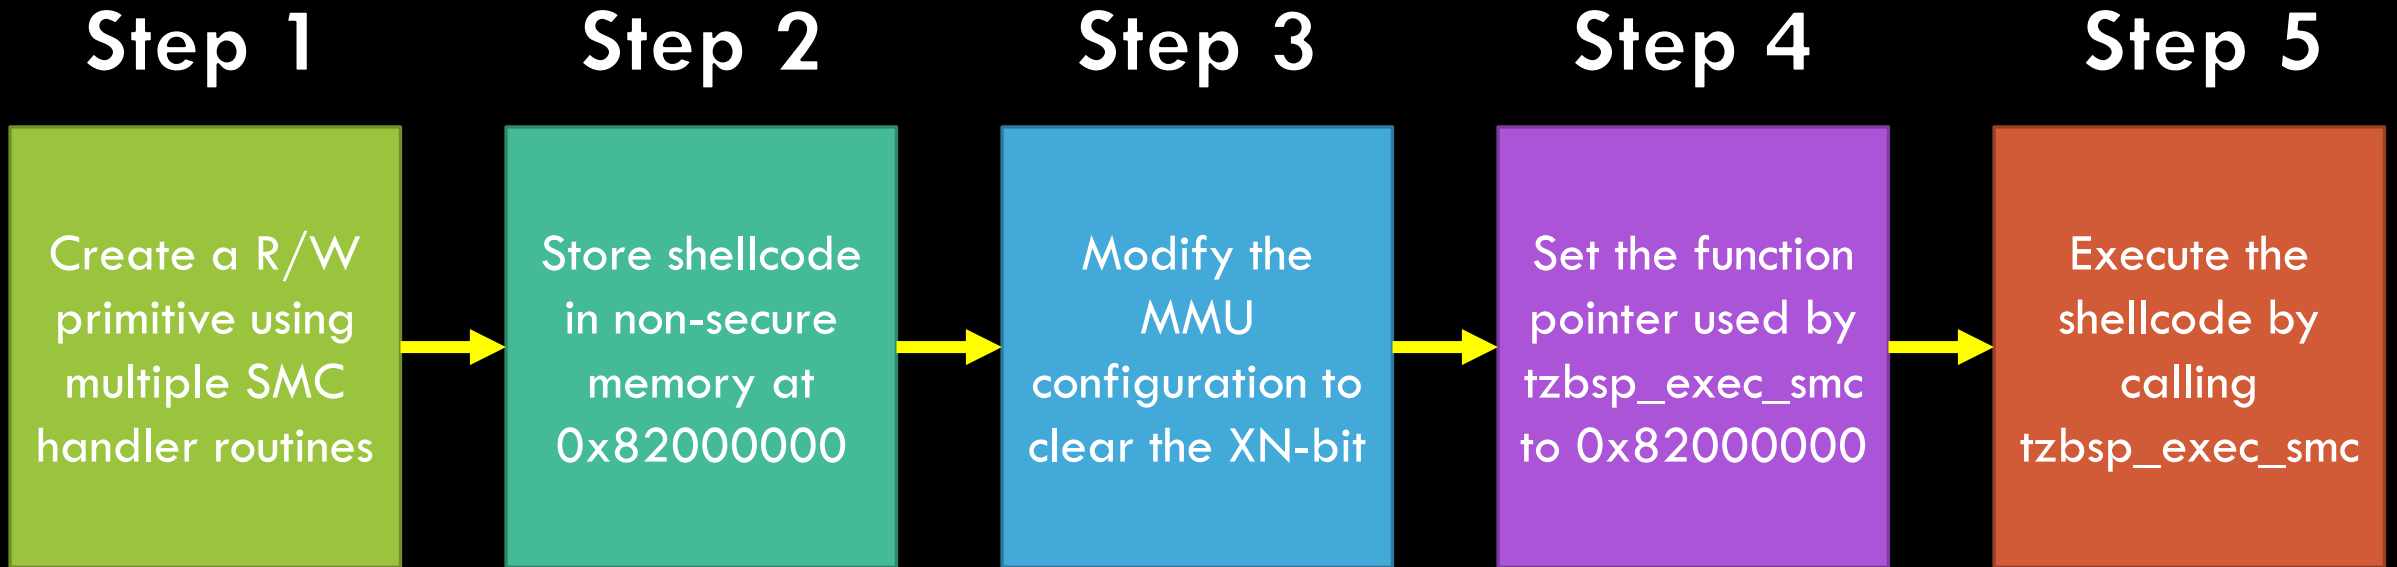 Step 1
Create a R/W
primitive using
multiple SMC
handler routines
Step 2
Store shellcode
in non-secure
memory at
0x82000000
Step 3
Modify the
MMU
configuration to
clear the XN-bit
Step 4
Set the function
pointer used by
tzbsp_exec_smc
to 0x82000000
Step 5
Execute the
shellcode by
calling
tzbsp_exec_smc